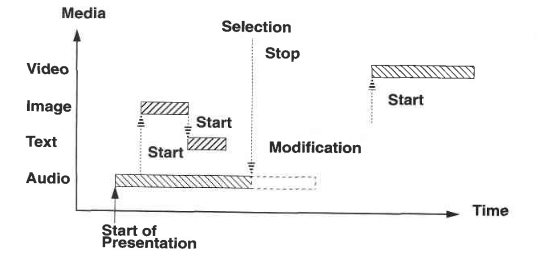 Media
Selection
Stop
Video
Image
Start
Start
Text
Start
Modification
Audio
Time
Start of
Presentation